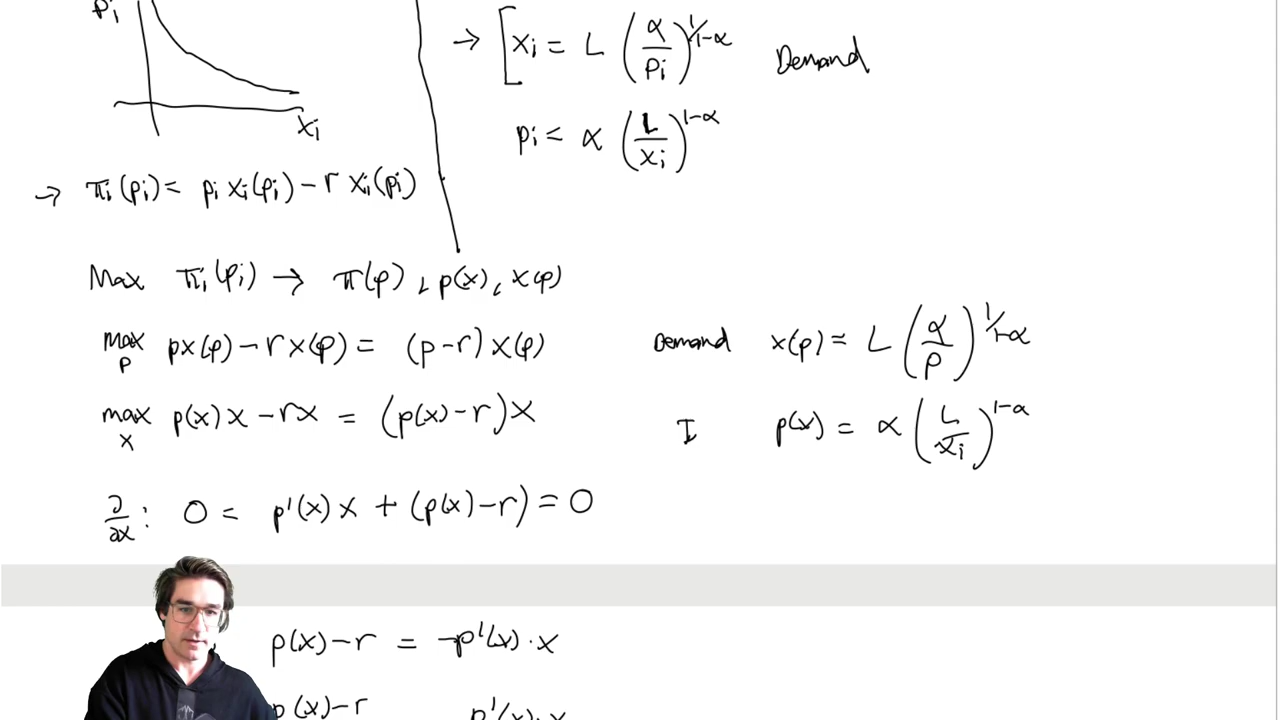 pᵢ
xᵢ
→ [ xᵢ = L (α/pᵢ)^(1/1-α) Demand
pᵢ = α (L/xᵢ)^(1-α)
→ πᵢ(pᵢ) = pᵢ xᵢ(pᵢ) - r xᵢ(pᵢ)
Max πᵢ(pᵢ) → π(p), p(x), x(p)
max p px(p) - r x(p) = (p-r) x(p)
Demand x(p) = L (α/p)^(1/1-α)
max x p(x) x - rx = (p(x) - r) x
I p(x) = α (L/xᵢ)^(1-α)
∂/∂x : 0 = p'(x) x + (p(x) - r) = 0
p(x) - r = -p'(x) · x
p(x) - r p'(x) · x